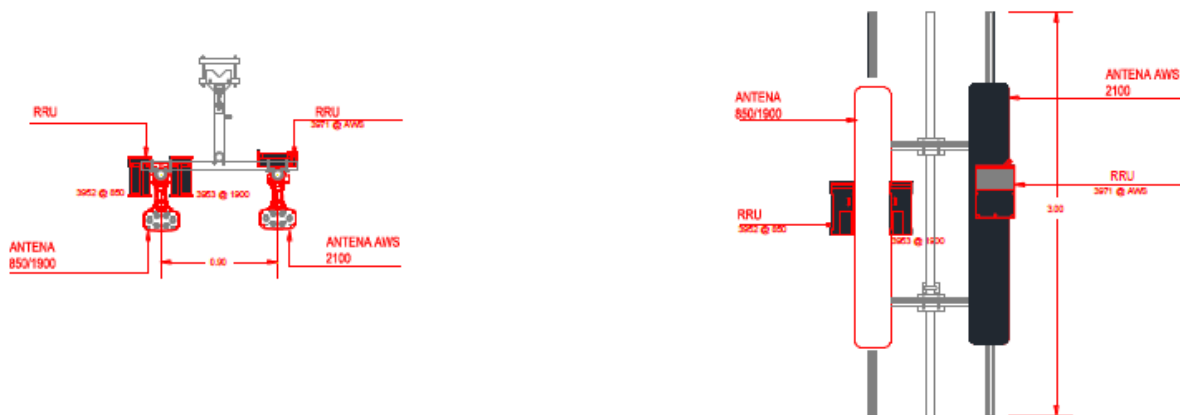 RRU
RRU
3971 @ AWS
3952 @ 850
3953 @ 1900
ANTENA
850/1900
0.90
ANTENA AWS
2100
ANTENA
850/1900
ANTENA AWS
2100
RRU
3971 @ AWS
3.00
RRU
3952 @ 850
3953 @ 1900